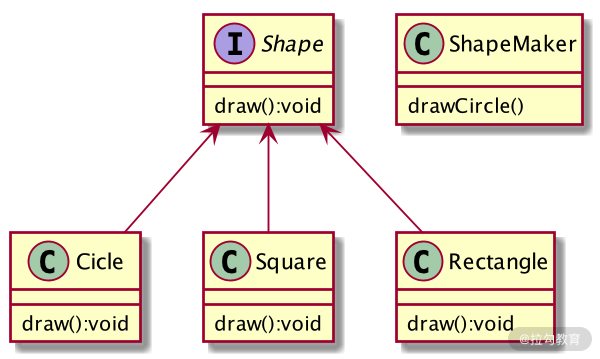 I Shape
draw():void
C ShapeMaker
drawCircle()
C Cicle
draw():void
C Square
draw():void
C Rectangle
draw():void
@拉勾教育